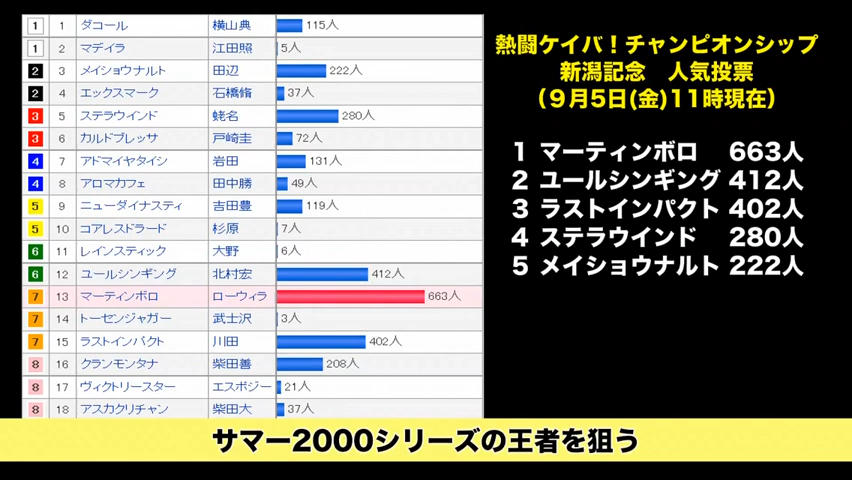 1 1 ダコール 横山典 115人
1 2 マデイラ 江田照 5人
2 3 メイショウナルト 田辺 222人
2 4 エックスマーク 石橋脩 37人
3 5 ステラウインド 蛯名 280人
3 6 カルドブレッサ 戸崎圭 72人
4 7 アドマイヤタイシ 岩田 131人
4 8 アロマカフェ 田中勝 49人
5 9 ニューダイナスティ 吉田豊 119人
5 10 コアレスドラード 杉原 7人
6 11 レインスティック 大野 6人
6 12 ユールシンギング 北村宏 412人
7 13 マーティンボロ ローウィラ 663人
7 14 トーセンジャガー 武士沢 3人
7 15 ラストインパクト 川田 402人
8 16 クランモンタナ 柴田善 208人
8 17 ヴィクトリースター エスポジー 21人
8 18 アスカクリチャン 柴田大 37人
熱闘ケイバ！チャンピオンシップ
新潟記念 人気投票
（９月5日(金)11時現在）
1 マーティンボロ 663人
2 ユールシンギング 412人
3 ラストインパクト 402人
4 ステラウインド 280人
5 メイショウナルト 222人
サマー2000シリーズの王者を狙う